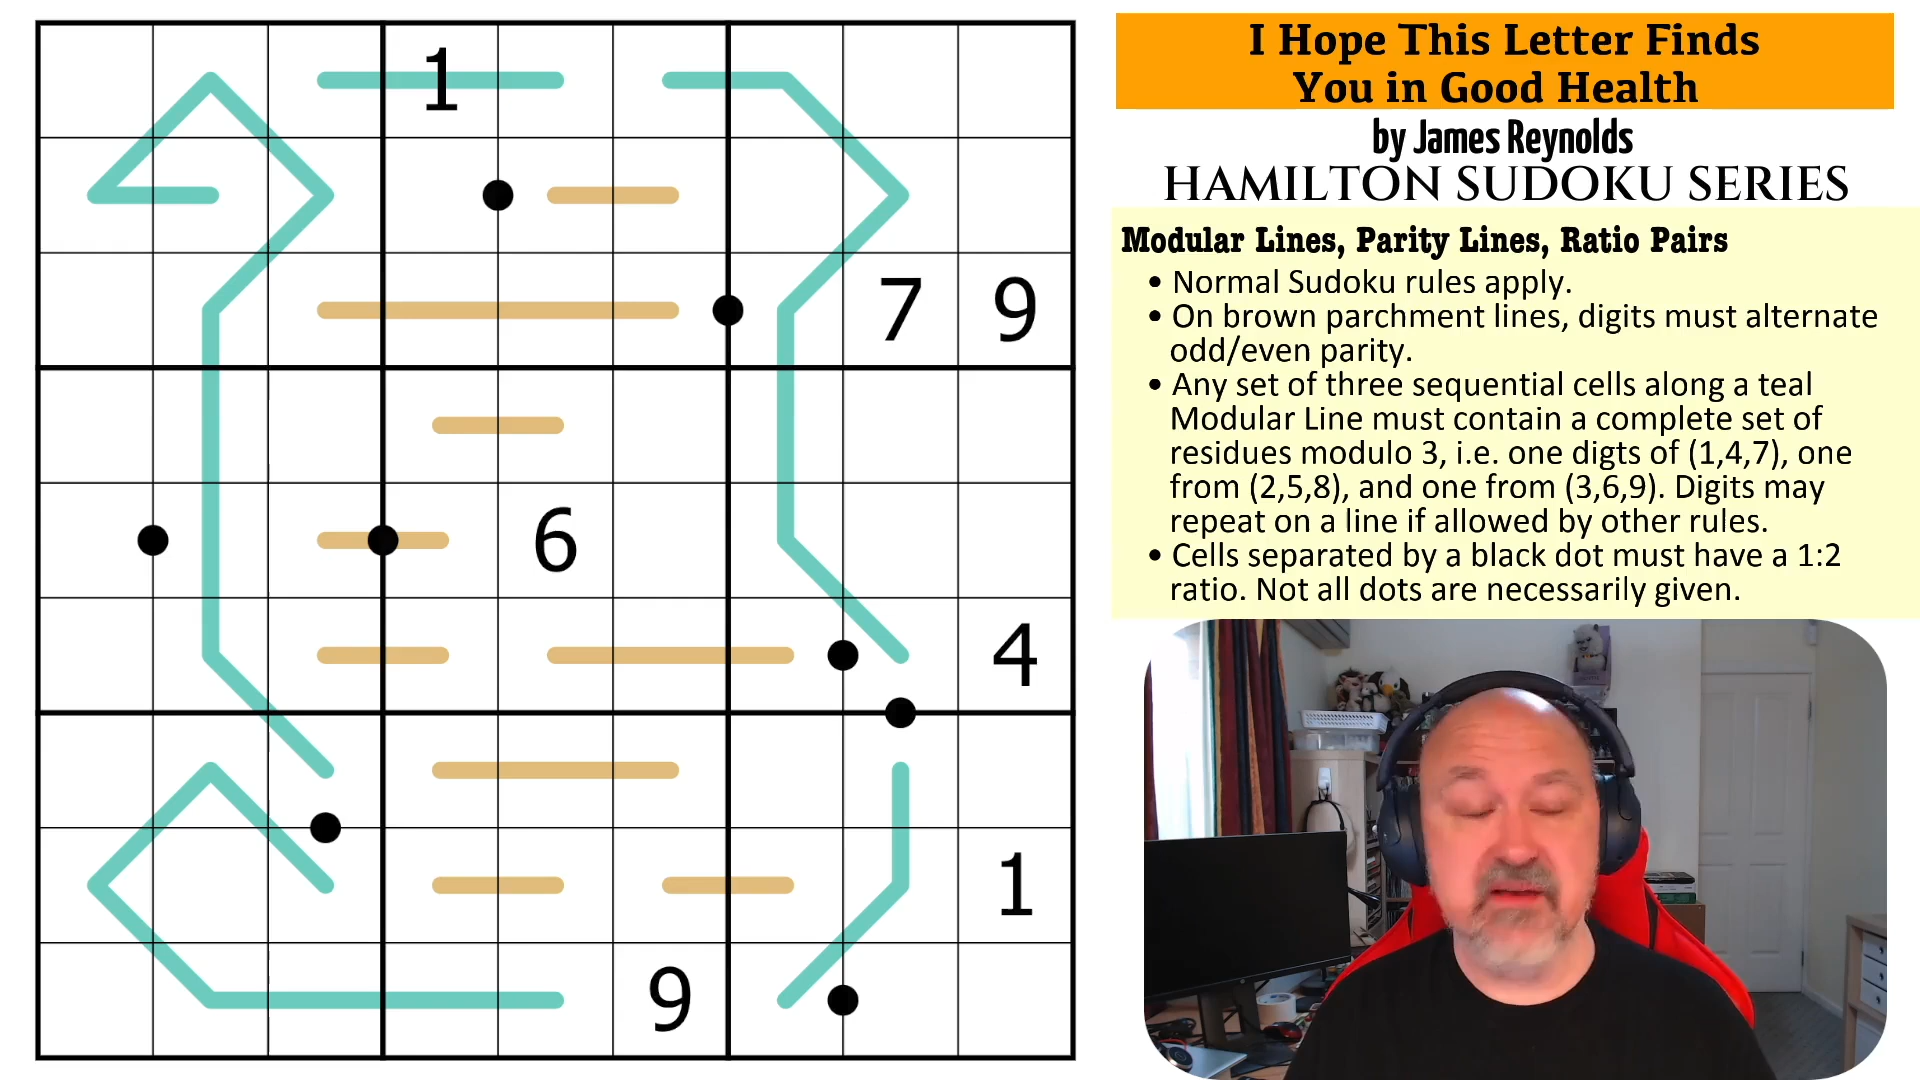 I Hope This Letter Finds
You in Good Health
by James Reynolds
HAMILTON SUDOKU SERIES
Modular Lines, Parity Lines, Ratio Pairs
• Normal Sudoku rules apply.
• On brown parchment lines, digits must alternate
odd/even parity.
• Any set of three sequential cells along a teal
Modular Line must contain a complete set of
residues modulo 3, i.e. one digts of (1,4,7), one
from (2,5,8), and one from (3,6,9). Digits may
repeat on a line if allowed by other rules.
• Cells separated by a black dot must have a 1:2
ratio. Not all dots are necessarily given.
1
7 9
6
4
1
9